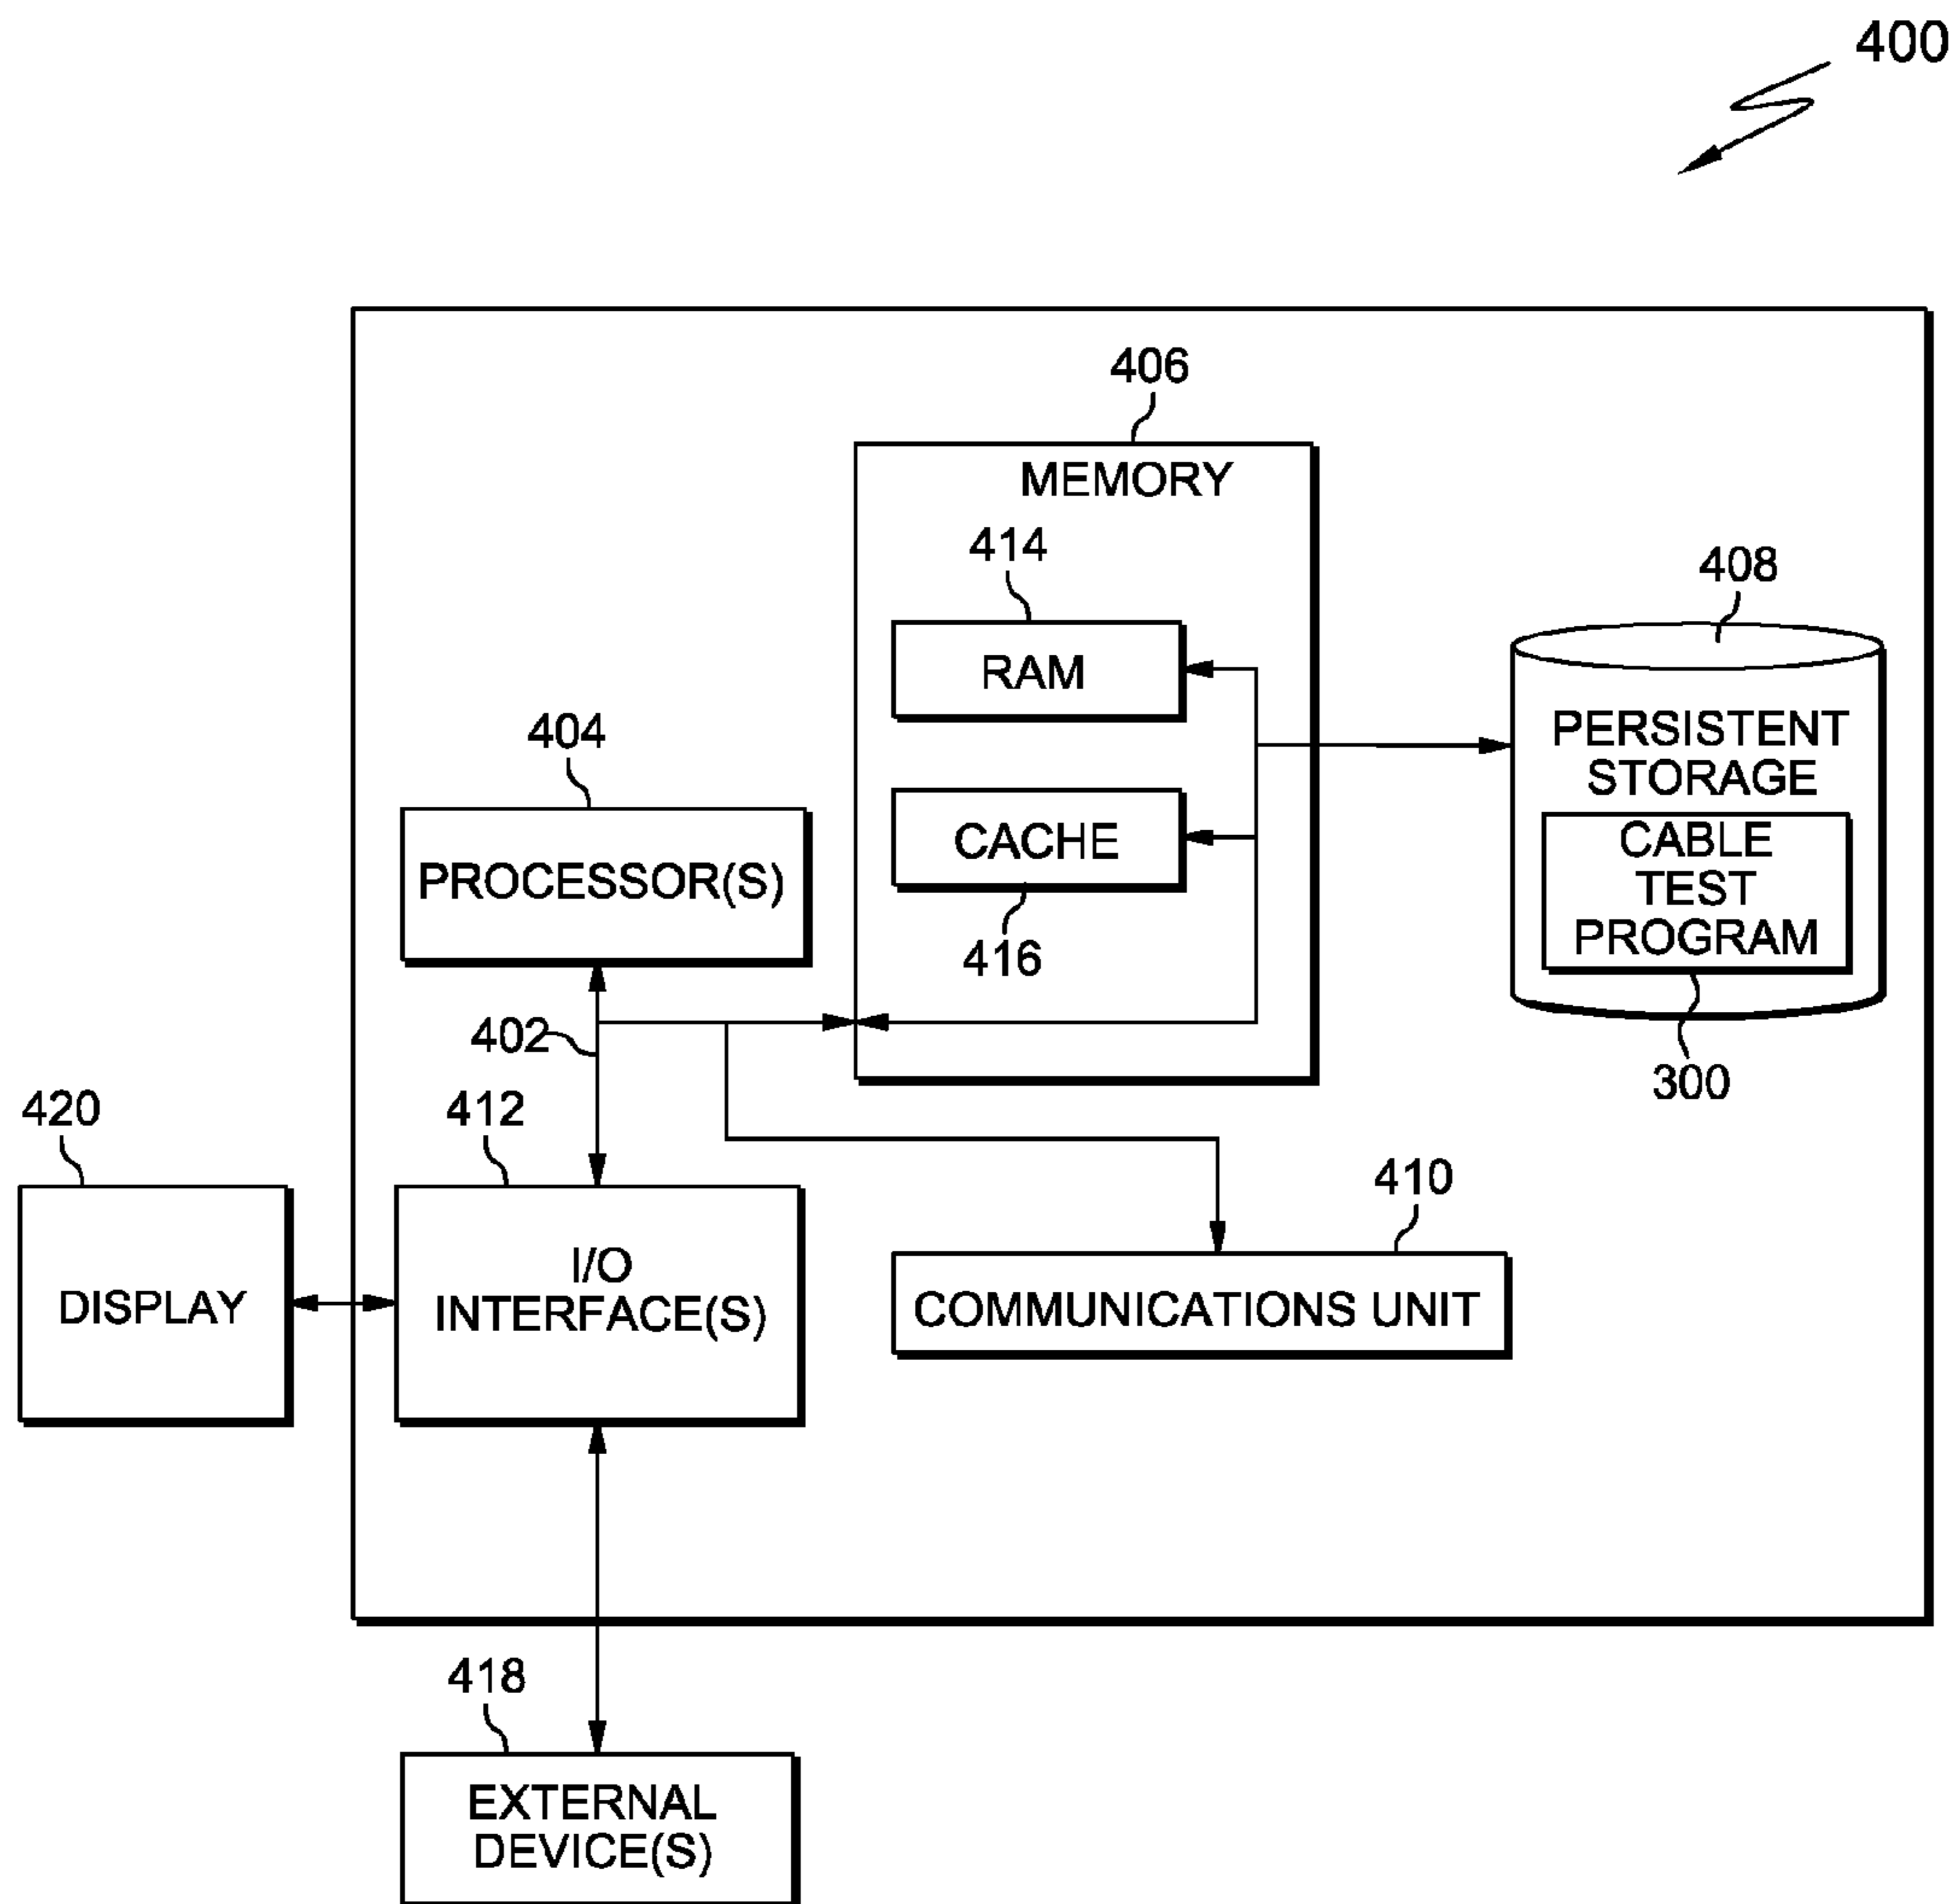 400
406
MEMORY
414
RAM
408
PERSISTENT
STORAGE
404
PROCESSOR(S)
CACHE
416
CABLE
TEST
PROGRAM
300
402
420
412
DISPLAY
I/O
INTERFACE(S)
410
COMMUNICATIONS UNIT
418
EXTERNAL
DEVICE(S)